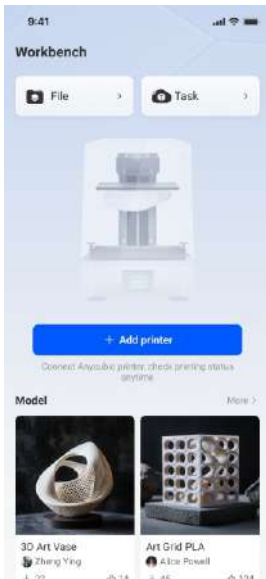 9:41
Workbench
File
Task
+ Add printer
Connect Anycubic printer, check printing status
anytime
Model
More >
3D Art Vase
Art Grid PLA
Zheng Ying
Alice Powell